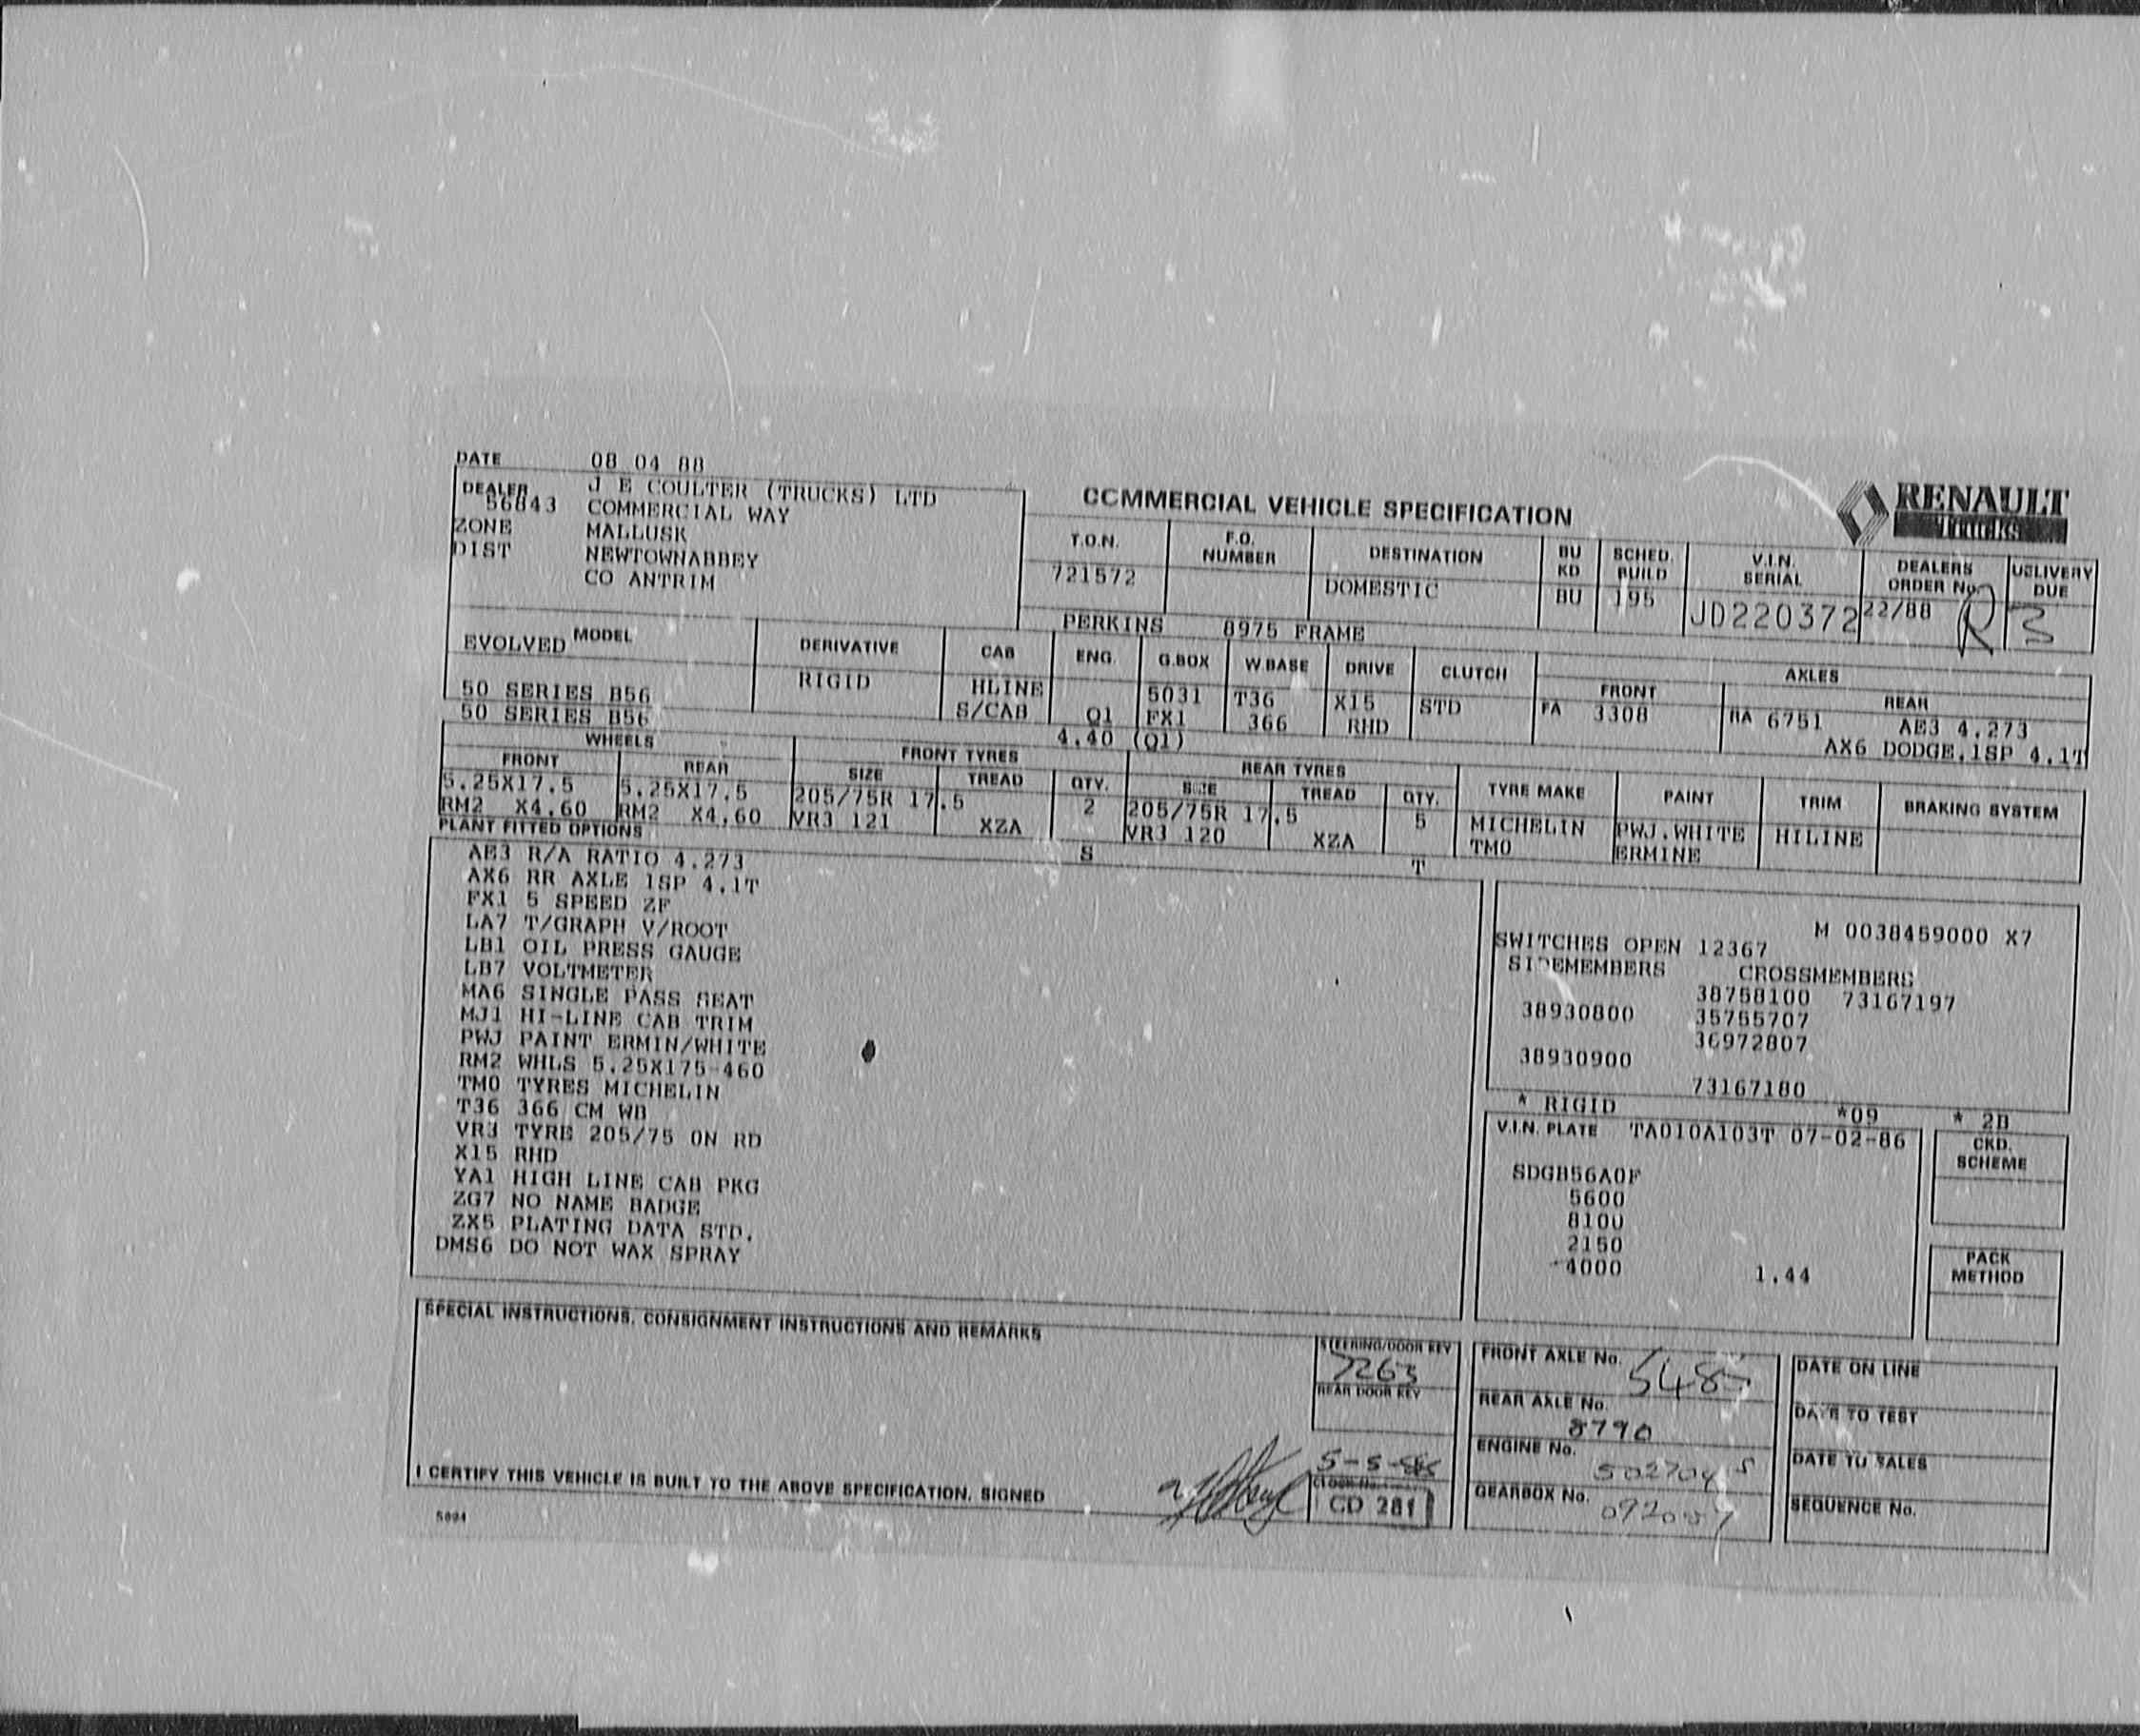 DATE 08 04 88
DEALER J E COULTER (TRUCKS) LTD
56843 COMMERCIAL WAY
ZONE MALLUSK
DIST NEWTOWNABBEY
CO ANTRIM
COMMERCIAL VEHICLE SPECIFICATION
RENAULT
TRUCKS
T.O.N. F.O. NUMBER DESTINATION BU KD SCHED. BUILD V.I.N. SERIAL DEALERS ORDER No. DELIVERY DUE
721572 DOMESTIC BU 195 JD220372 22/88 R 3
PERKINS 8975 FRAME
EVOLVED MODEL DERIVATIVE CAB ENG. G.BOX W.BASE DRIVE CLUTCH AXLES
FRONT REAR
50 SERIES B56 RIGID HLINE 5031 T36 X15 STD FA 3308 RA 6751 AE3 4.273
50 SERIES B56 S/CAB Q1 FX1 366 RHD AX6 DODGE,1SP 4.1T
4.40 (Q1)
WHEELS FRONT TYRES REAR TYRES
FRONT REAR SIZE TREAD QTY. SIZE TREAD QTY. TYRE MAKE PAINT TRIM BRAKING SYSTEM
5.25X17.5 5.25X17.5 205/75R 17.5 2 205/75R 17.5 5 MICHELIN PWJ.WHITE HILINE
RM2 X4.60 RM2 X4.60 VR3 121 XZA VR3 120 XZA TMO ERMINE
PLANT FITTED OPTIONS
S T
AE3 R/A RATIO 4.273
AX6 RR AXLE 1SP 4.1T
FX1 5 SPEED ZF
LA7 T/GRAPH V/ROOT
LB1 OIL PRESS GAUGE
LB7 VOLTMETER
MA6 SINGLE PASS SEAT
MJ1 HI-LINE CAB TRIM
PWJ PAINT ERMIN/WHITE
RM2 WHLS 5.25X175-460
TMO TYRES MICHELIN
T36 366 CM WB
VR3 TYRE 205/75 ON RD
X15 RHD
YA1 HIGH LINE CAB PKG
ZG7 NO NAME BADGE
ZX5 PLATING DATA STD.
DMS6 DO NOT WAX SPRAY
M 0038459000 X7
SWITCHES OPEN 12367
SIDEMEMBERS CROSSMEMBERS
38758100 73167197
38930800 35755707
36972807
38930900
73167180
* RIGID *09 * 2B
V.I.N. PLATE TA010A103T 07-02-86
SDGB56A0F
5600
8100
2150
4000 1.44
CKD. SCHEME
PACK METHOD
SPECIAL INSTRUCTIONS, CONSIGNMENT INSTRUCTIONS AND REMARKS
STEERING/DOOR KEY
7263
REAR DOOR KEY
5-5-88
CLOCK No.
CD 281
FRONT AXLE No. 5485
REAR AXLE No.
8790
ENGINE No.
GEARBOX No.
DATE ON LINE
DATE TO TEST
DATE TO SALES
SEQUENCE No.
I CERTIFY THIS VEHICLE IS BUILT TO THE ABOVE SPECIFICATION. SIGNED
5094